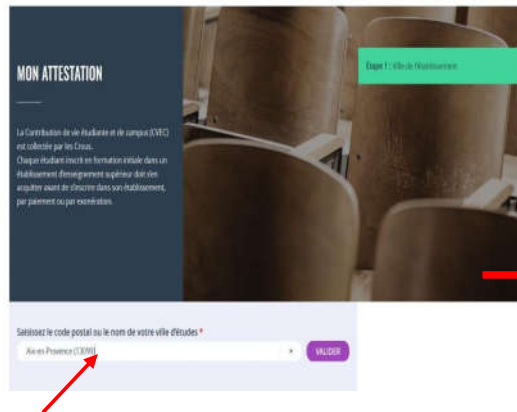 MON ATTESTATION
La Contribution de vie étudiante et de campus (CVEC)
est collectée par les Crous.
Chaque étudiant inscrit en formation initiale dans un
établissement d'enseignement supérieur doit s'en
acquitter avant de s'inscrire dans son établissement,
par paiement ou par exonération.
Étape 1 : Ville de l'établissement
Saisissez le code postal ou le nom de votre ville d'études *
Aix-en-Provence (13090)
VALIDER